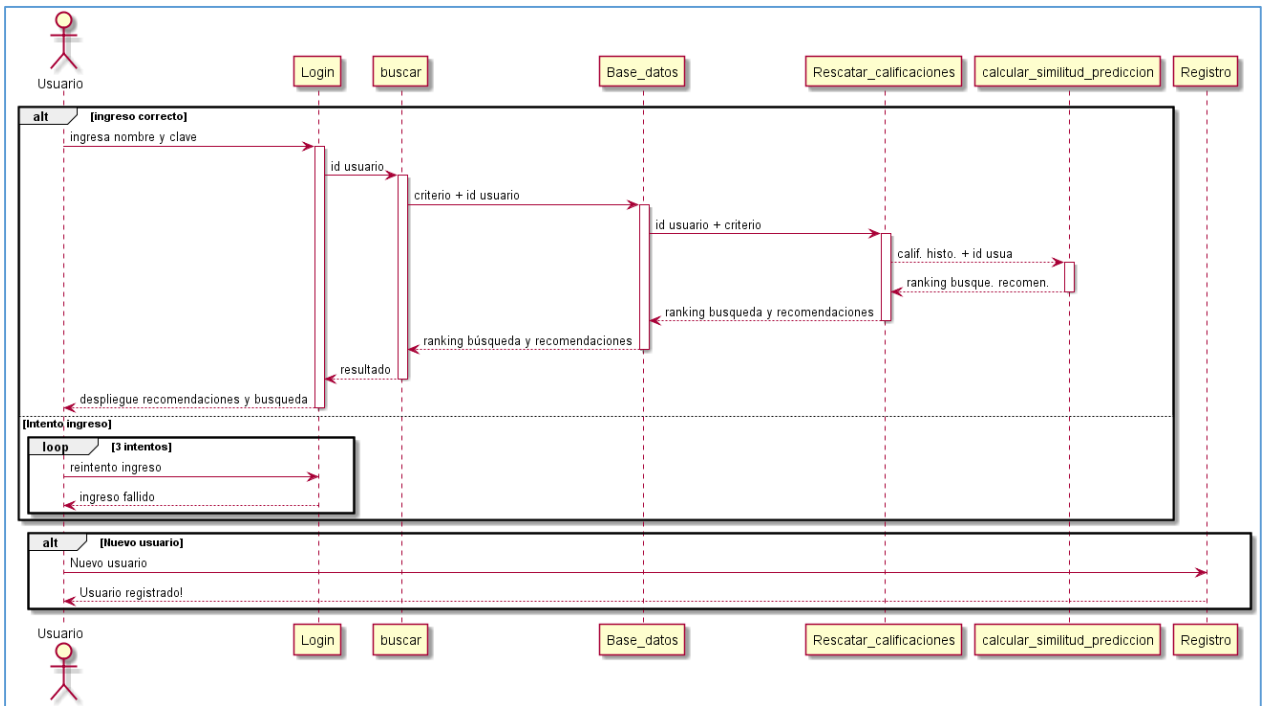 Usuario
Login
buscar
Base_datos
Rescatar_calificaciones
calcular_similitud_prediccion
Registro
alt [ingreso correcto]
ingresa nombre y clave
id usuario
criterio + id usuario
id usuario + criterio
calif. histo. + id usua
ranking busque. recomen.
ranking busqueda y recomendaciones
ranking búsqueda y recomendaciones
resultado
despliegue recomendaciones y busqueda
[Intento ingreso]
loop [3 intentos]
reintento ingreso
ingreso fallido
alt [Nuevo usuario]
Nuevo usuario
Usuario registrado!
Usuario
Login
buscar
Base_datos
Rescatar_calificaciones
calcular_similitud_prediccion
Registro